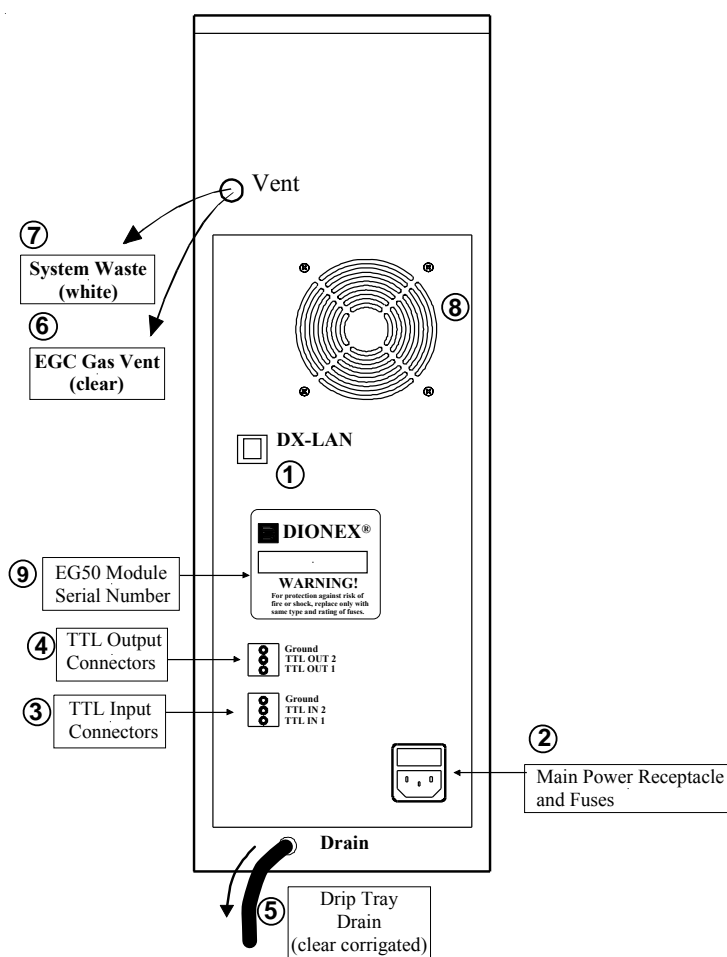 Vent
7
System Waste
(white)
6
EGC Gas Vent
(clear)
8
DX-LAN
1
DIONEX®
WARNING!
For protection against risk of
fire or shock, replace only with
same type and rating of fuses.
9
EG50 Module
Serial Number
4
TTL Output
Connectors
Ground
TTL OUT 2
TTL OUT 1
3
TTL Input
Connectors
Ground
TTL IN 2
TTL IN 1
2
Main Power Receptacle
and Fuses
Drain
5
Drip Tray
Drain
(clear corrigated)